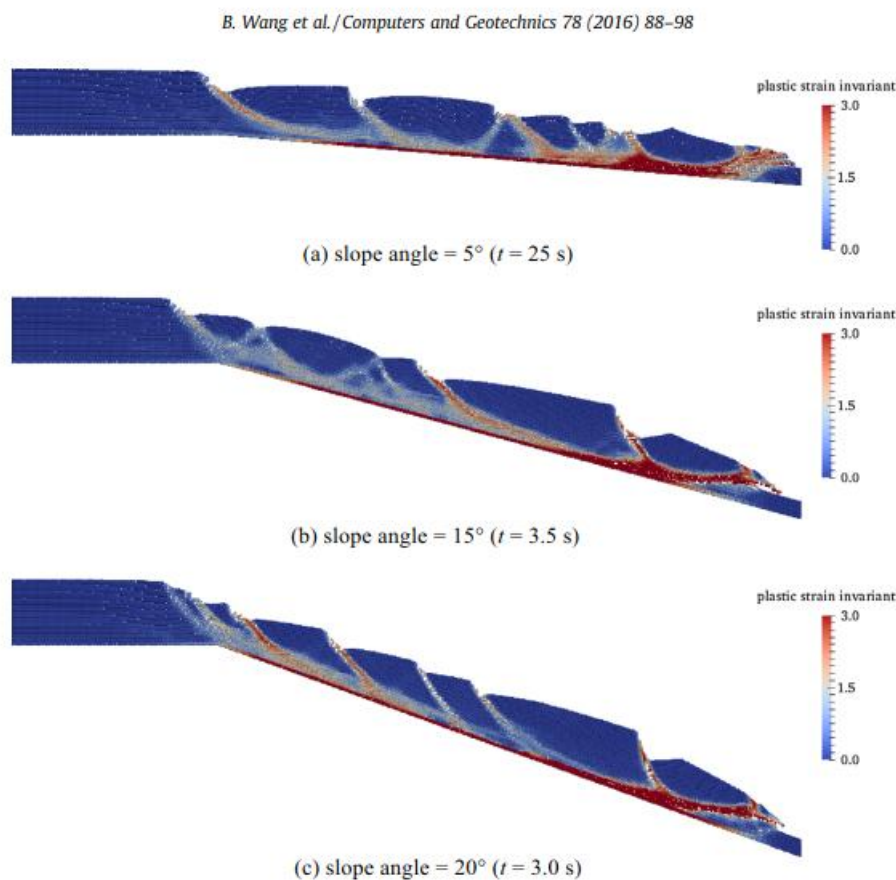 B. Wang et al./Computers and Geotechnics 78 (2016) 88–98
plastic strain invariant
3.0
1.5
0.0
(a) slope angle = 5° (t = 25 s)
plastic strain invariant
3.0
1.5
0.0
(b) slope angle = 15° (t = 3.5 s)
plastic strain invariant
3.0
1.5
0.0
(c) slope angle = 20° (t = 3.0 s)